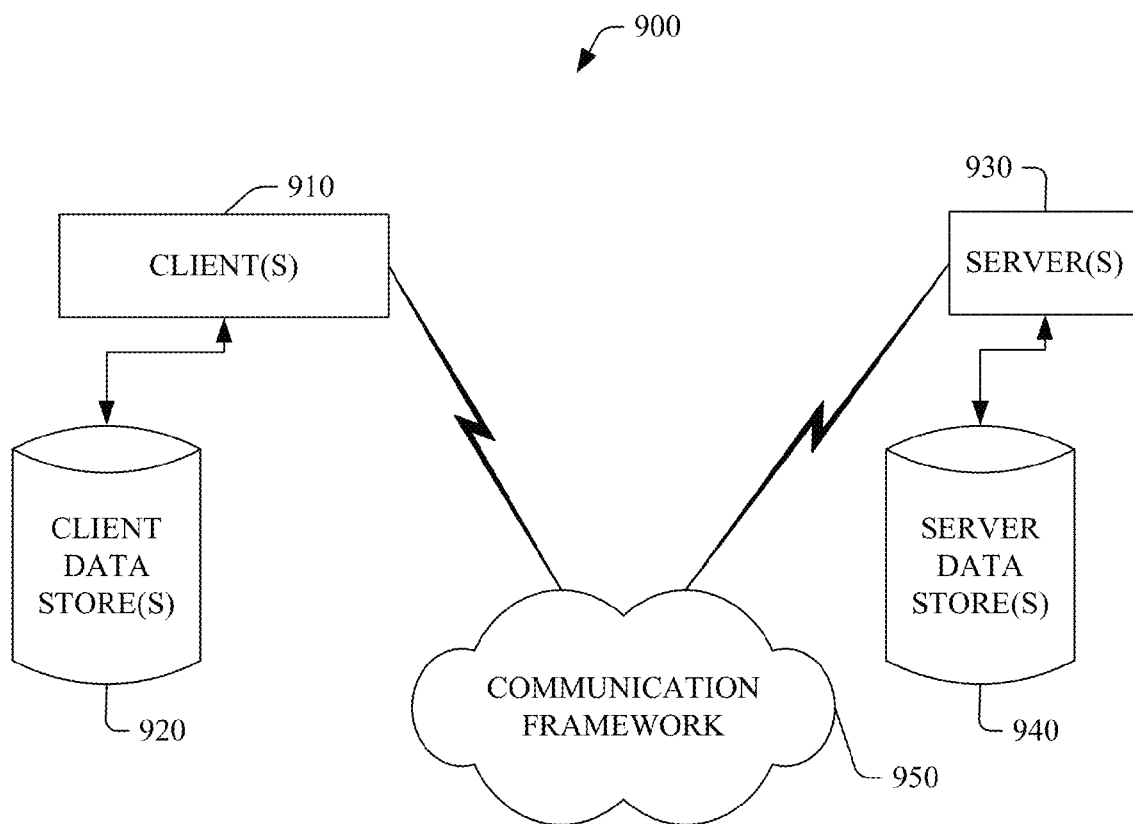 900
910
930
CLIENT(S)
SERVER(S)
CLIENT
DATA
STORE(S)
SERVER
DATA
STORE(S)
COMMUNICATION
FRAMEWORK
920
940
950